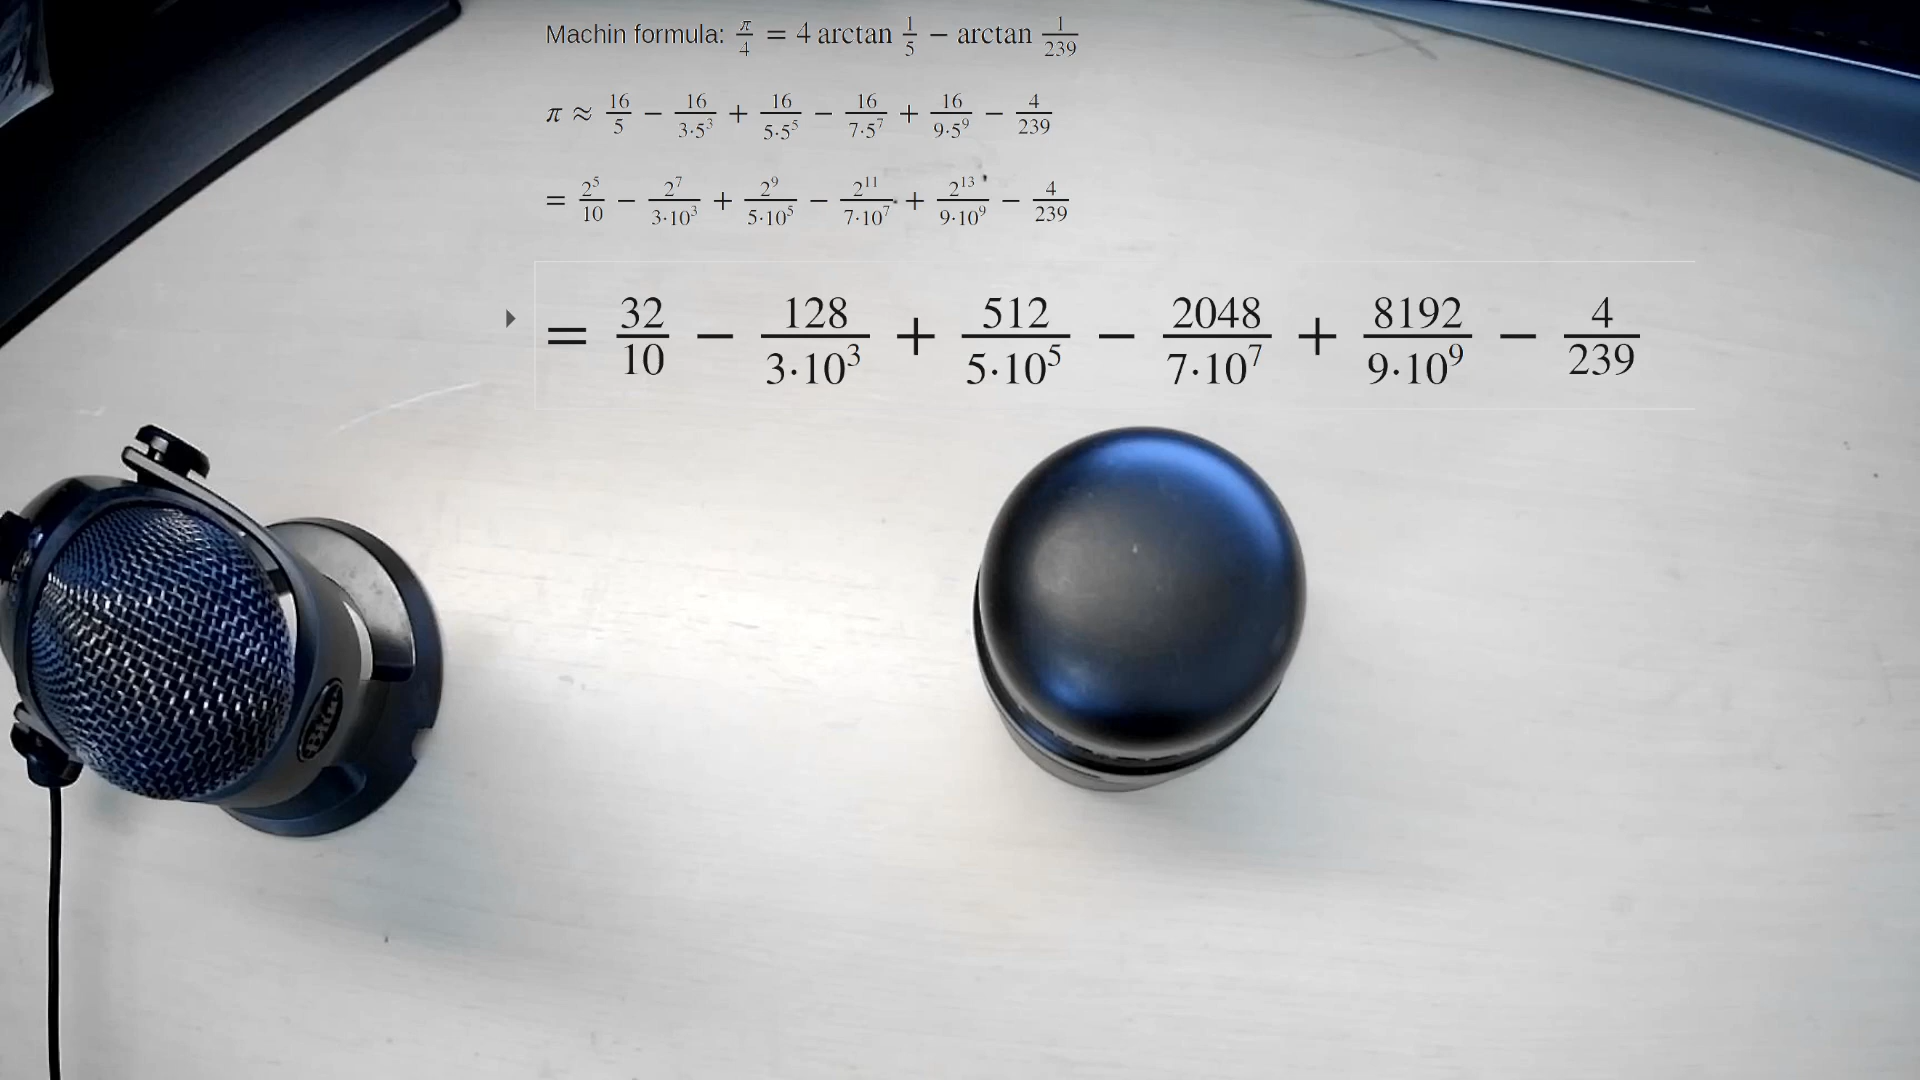 Machin formula: π/4 = 4 arctan 1/5 − arctan 1/239
π ≈ 16/5 − 16/(3·5³) + 16/(5·5⁵) − 16/(7·5⁷) + 16/(9·5⁹) − 4/239
= 2⁵/10 − 2⁷/(3·10³) + 2⁹/(5·10⁵) − 2¹¹/(7·10⁷) + 2¹³/(9·10⁹) − 4/239
= 32/10 − 128/(3·10³) + 512/(5·10⁵) − 2048/(7·10⁷) + 8192/(9·10⁹) − 4/239
Blue